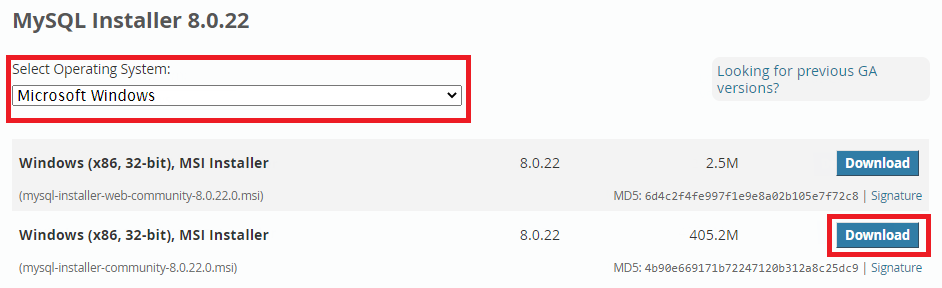 MySQL Installer 8.0.22
Select Operating System:
Microsoft Windows
Looking for previous GA
versions?
Windows (x86, 32-bit), MSI Installer 8.0.22 2.5M Download
(mysql-installer-web-community-8.0.22.0.msi) MD5: 6d4c2f4fe997f1e9e8a02b105e7f72c8 | Signature
Windows (x86, 32-bit), MSI Installer 8.0.22 405.2M Download
(mysql-installer-community-8.0.22.0.msi) MD5: 4b90e669171b72247120b312a8c25dc9 | Signature